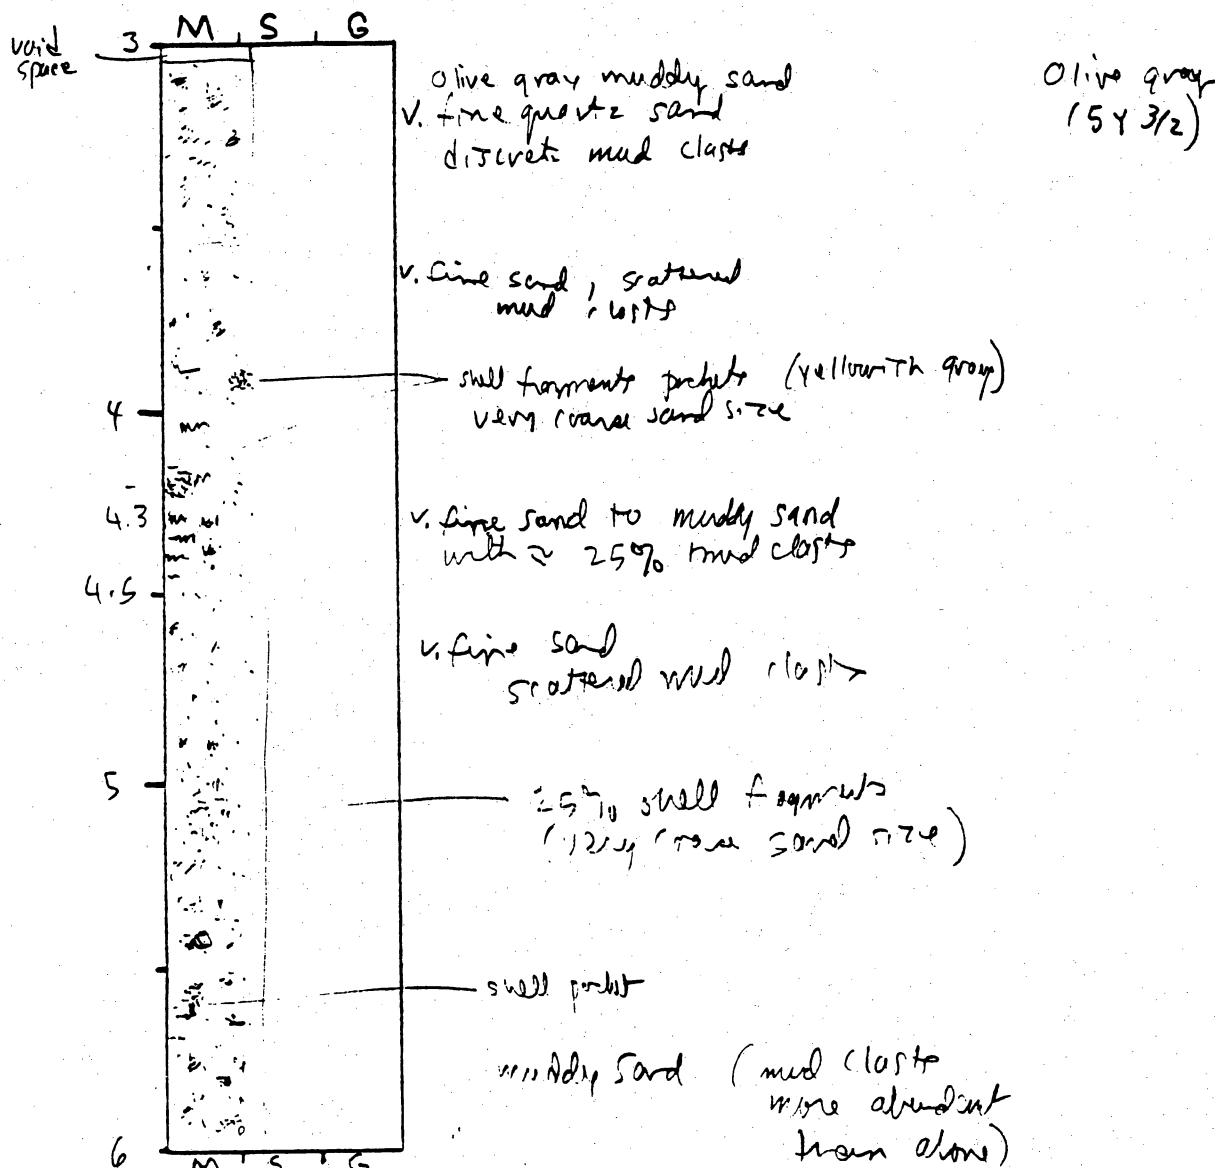 M S G
void
space
3
olive gray muddy sand
v. fine quartz sand
discrete mud clasts
Olive gray
(5Y 3/2)
v. fine sand, scattered
mud clasts
shell fragments pockets (yellowish gray)
very coarse sand size
4
4.3
v. fine sand to muddy sand
with ≈ 25% mud clasts
4.5
v. fine sand
scattered mud clasts
5
25% shell fragments
(very coarse sand size)
shell pocket
muddy sand (mud clasts
more abundant
than above)
6
M S G